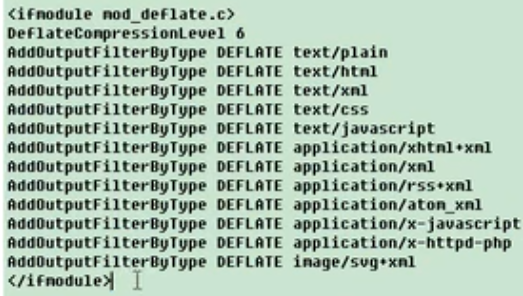 <ifmodule mod_deflate.c>
DeflateCompressionLevel 6
AddOutputFilterByType DEFLATE text/plain
AddOutputFilterByType DEFLATE text/html
AddOutputFilterByType DEFLATE text/xml
AddOutputFilterByType DEFLATE text/css
AddOutputFilterByType DEFLATE text/javascript
AddOutputFilterByType DEFLATE application/xhtml+xml
AddOutputFilterByType DEFLATE application/xml
AddOutputFilterByType DEFLATE application/rss+xml
AddOutputFilterByType DEFLATE application/atom_xml
AddOutputFilterByType DEFLATE application/x-javascript
AddOutputFilterByType DEFLATE application/x-httpd-php
AddOutputFilterByType DEFLATE image/svg+xml
</ifmodule>